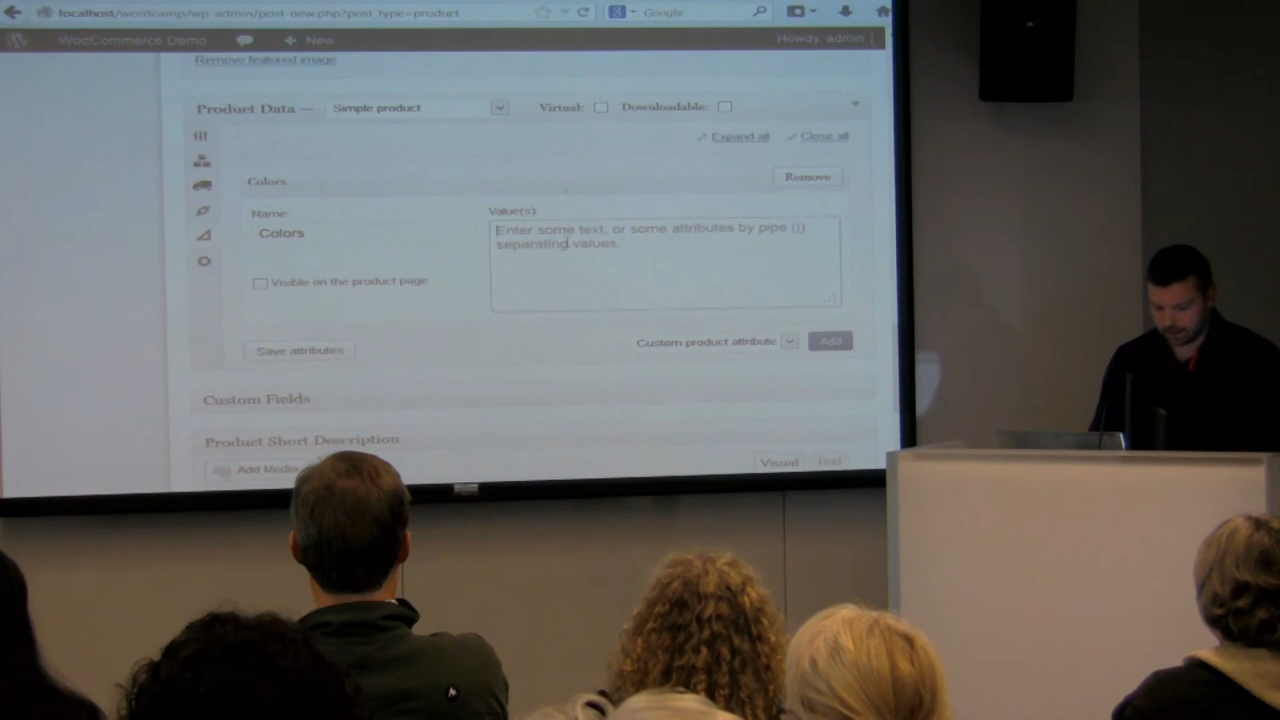 localhost/wordcamp/wp-admin/post-new.php?post_type=product
Google
WooCommerce Demo
New
Howdy, admin
Remove featured image
Product Data — Simple product Virtual: Downloadable:
Expand all Close all
Colors Remove
Name: Value(s):
Colors
Enter some text, or some attributes by pipe (|)
separating values.
Visible on the product page
Save attributes Custom product attribute Add
Custom Fields
Product Short Description
Add Media Visual Text